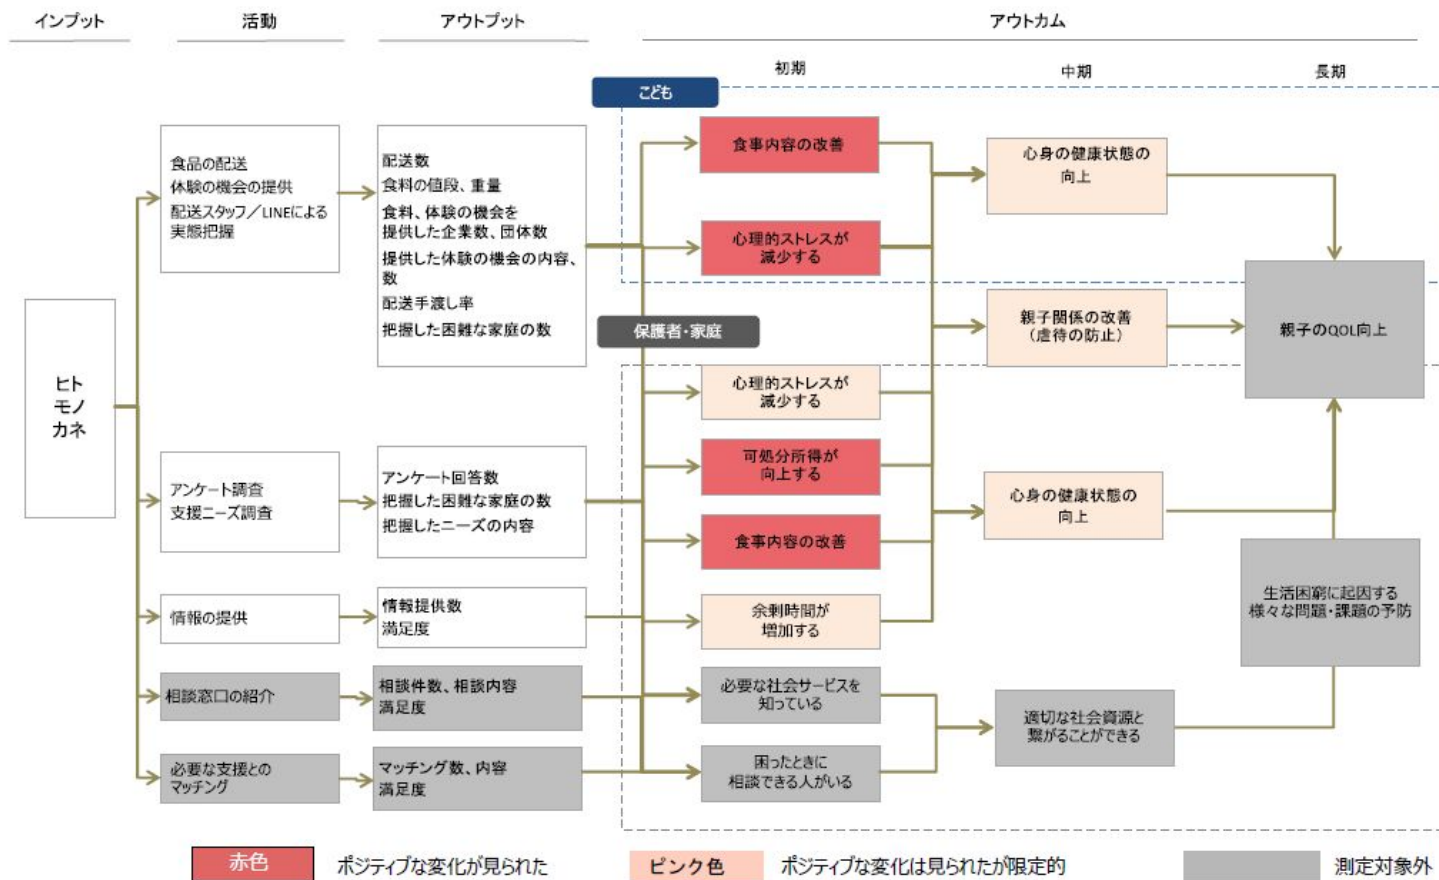 インプット
活動
アウトプット
アウトカム
初期
中期
長期
こども
ヒト
モノ
カネ
食品の配送
体験の機会の提供
配送スタッフ／LINEによる
実態把握
配送数
食料の値段、重量
食料、体験の機会を
提供した企業数、団体数
提供した体験の機会の内容、
数
配送手渡し率
把握した困難な家庭の数
食事内容の改善
心理的ストレスが
減少する
心身の健康状態の
向上
保護者・家庭
親子関係の改善
（虐待の防止）
親子のQOL向上
心理的ストレスが
減少する
可処分所得が
向上する
食事内容の改善
余剰時間が
増加する
心身の健康状態の
向上
アンケート調査
支援ニーズ調査
アンケート回答数
把握した困難な家庭の数
把握したニーズの内容
情報の提供
情報提供数
満足度
生活困窮に起因する
様々な問題・課題の予防
相談窓口の紹介
相談件数、相談内容
満足度
必要な社会サービスを
知っている
適切な社会資源と
繋がることができる
必要な支援との
マッチング
マッチング数、内容
満足度
困ったときに
相談できる人がいる
赤色
ポジティブな変化が見られた
ピンク色
ポジティブな変化は見られたが限定的
測定対象外